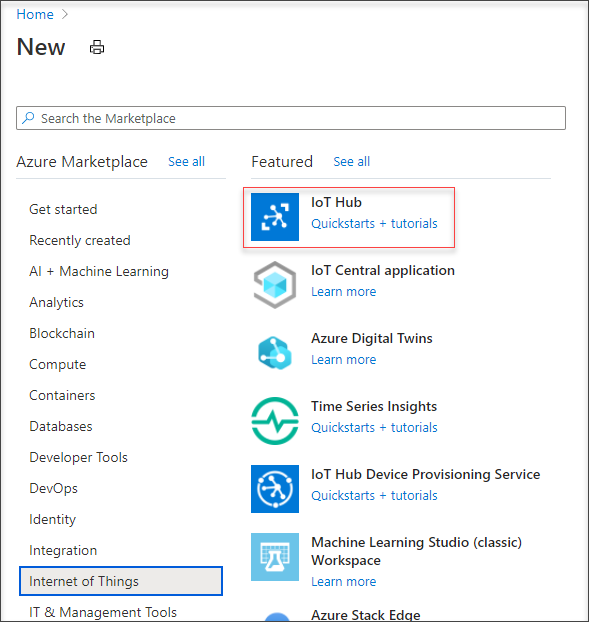 Home >
New
Search the Marketplace
Azure Marketplace See all
Get started
Recently created
AI + Machine Learning
Analytics
Blockchain
Compute
Containers
Databases
Developer Tools
DevOps
Identity
Integration
Internet of Things
IT & Management Tools
Featured See all
IoT Hub
Quickstarts + tutorials
IoT Central application
Learn more
Azure Digital Twins
Learn more
Time Series Insights
Quickstarts + tutorials
IoT Hub Device Provisioning Service
Quickstarts + tutorials
Machine Learning Studio (classic)
Workspace
Learn more
Azure Stack Edge